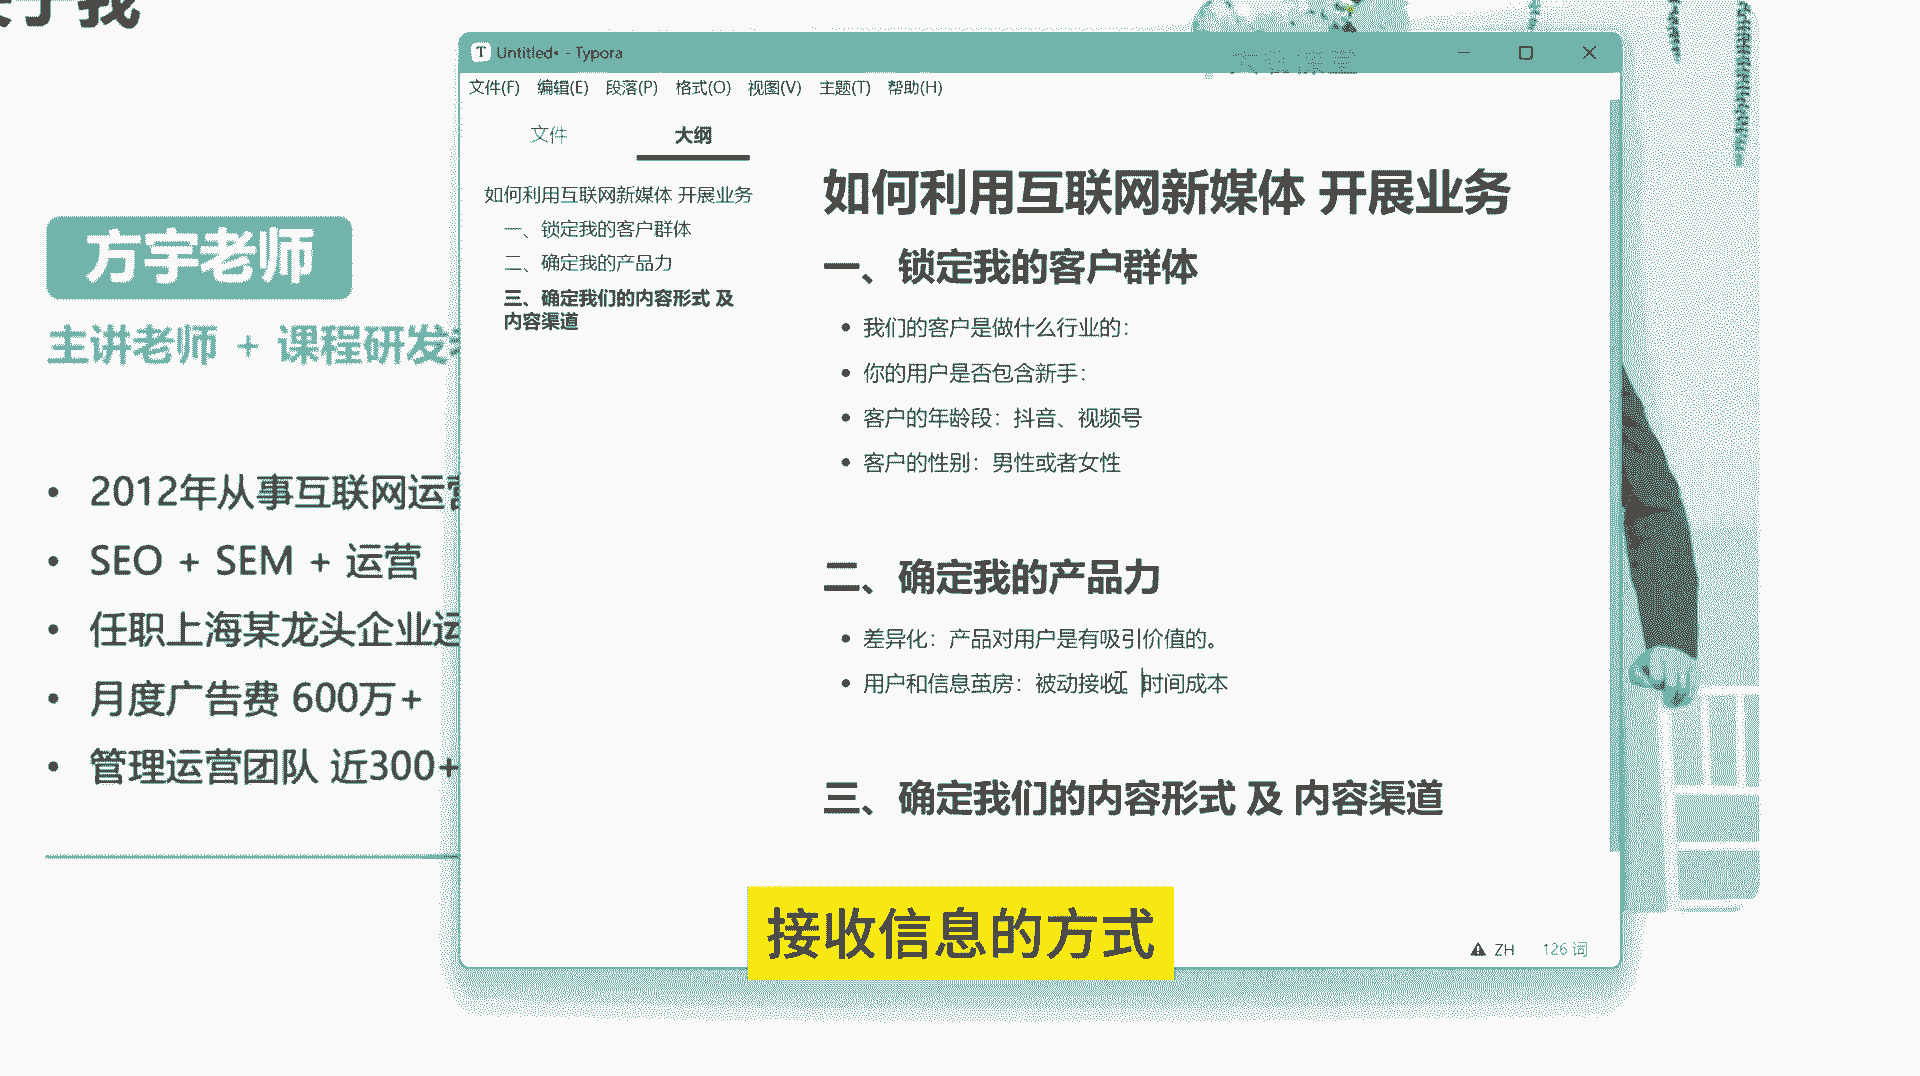 于我
方宇老师
主讲老师 + 课程研发
2012年从事互联网运营
SEO + SEM + 运营
任职上海某龙头企业运
月度广告费 600万+
管理运营团队 近300+
Untitled• - Typora
文件(F) 编辑(E) 段落(P) 格式(O) 视图(V) 主题(T) 帮助(H)
文件 大纲
如何利用互联网新媒体 开展业务
一、锁定我的客户群体
二、确定我的产品力
三、确定我们的内容形式 及
内容渠道
如何利用互联网新媒体 开展业务
一、锁定我的客户群体
我们的客户是做什么行业的：
你的用户是否包含新手：
客户的年龄段：抖音、视频号
客户的性别：男性或者女性
二、确定我的产品力
差异化：产品对用户是有吸引价值的。
用户和信息茧房：被动接收。时间成本
三、确定我们的内容形式 及 内容渠道
接收信息的方式
ZH 126 词